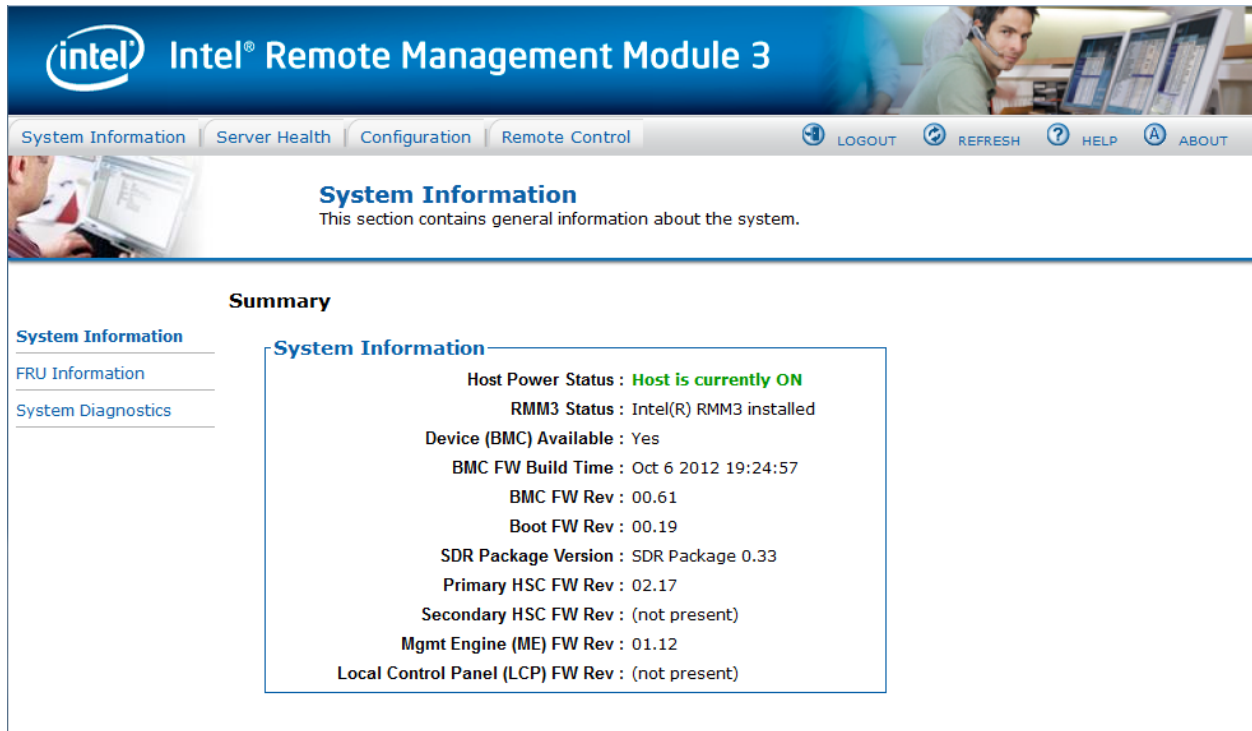 intel® Intel® Remote Management Module 3
System Information Server Health Configuration Remote Control LOGOUT REFRESH ? HELP A ABOUT
System Information
This section contains general information about the system.
Summary
System Information
FRU Information
System Diagnostics
System Information
Host Power Status : Host is currently ON
RMM3 Status : Intel(R) RMM3 installed
Device (BMC) Available : Yes
BMC FW Build Time : Oct 6 2012 19:24:57
BMC FW Rev : 00.61
Boot FW Rev : 00.19
SDR Package Version : SDR Package 0.33
Primary HSC FW Rev : 02.17
Secondary HSC FW Rev : (not present)
Mgmt Engine (ME) FW Rev : 01.12
Local Control Panel (LCP) FW Rev : (not present)